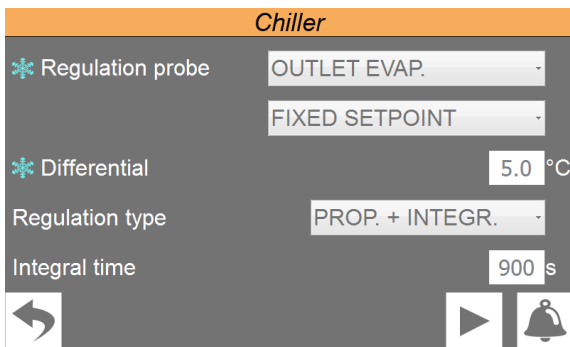 Chiller
Regulation probe OUTLET EVAP.
FIXED SETPOINT
Differential 5.0 °C
Regulation type PROP. + INTEGR.
Integral time 900 s